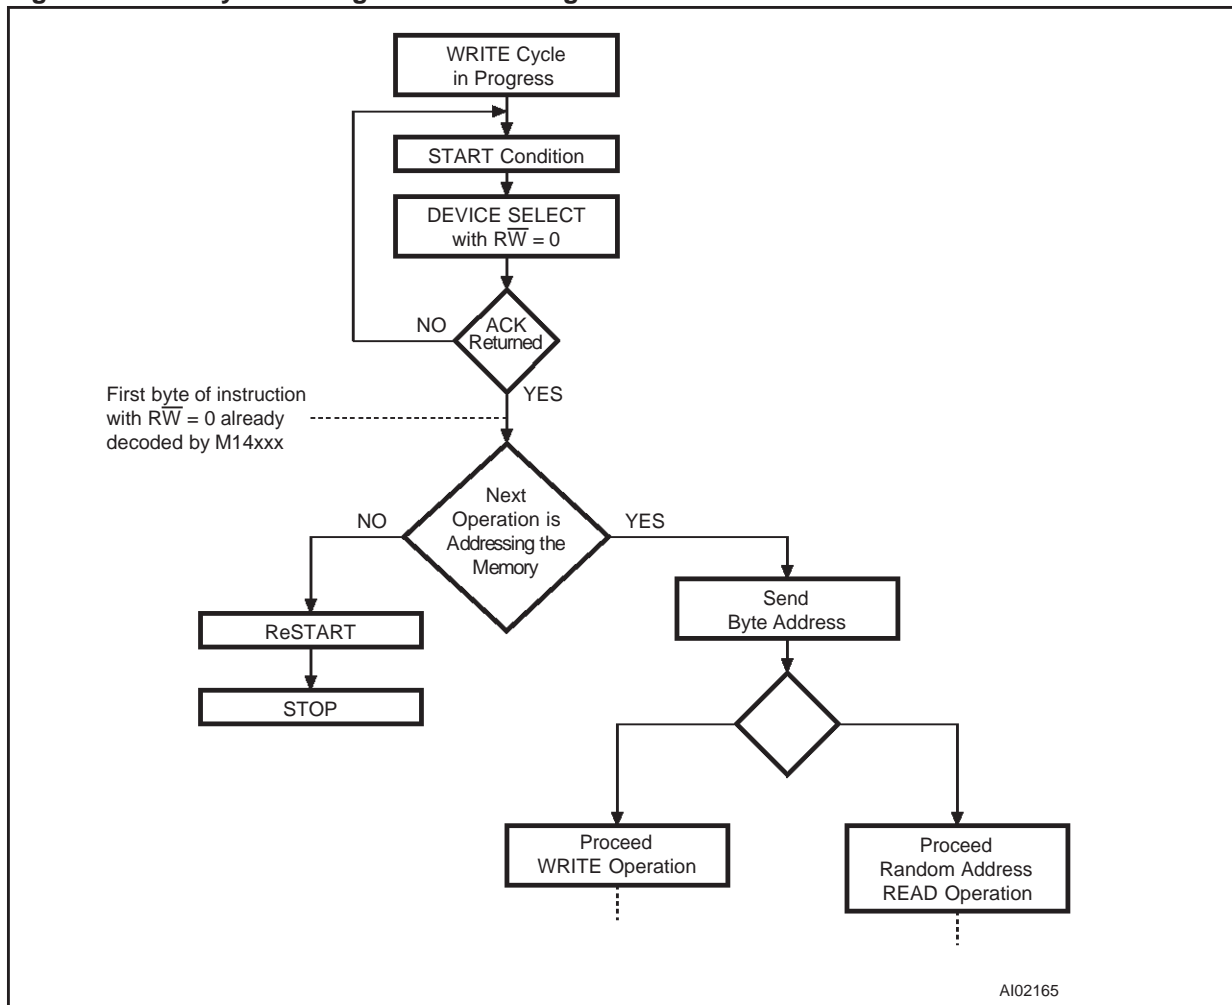 WRITE Cycle
in Progress
START Condition
DEVICE SELECT
with RW̅ = 0
NO
ACK
Returned
YES
First byte of instruction
with RW̅ = 0 already
decoded by M14xxx
NO
Next
Operation is
Addressing the
Memory
YES
Send
Byte Address
ReSTART
STOP
Proceed
WRITE Operation
Proceed
Random Address
READ Operation
AI02165